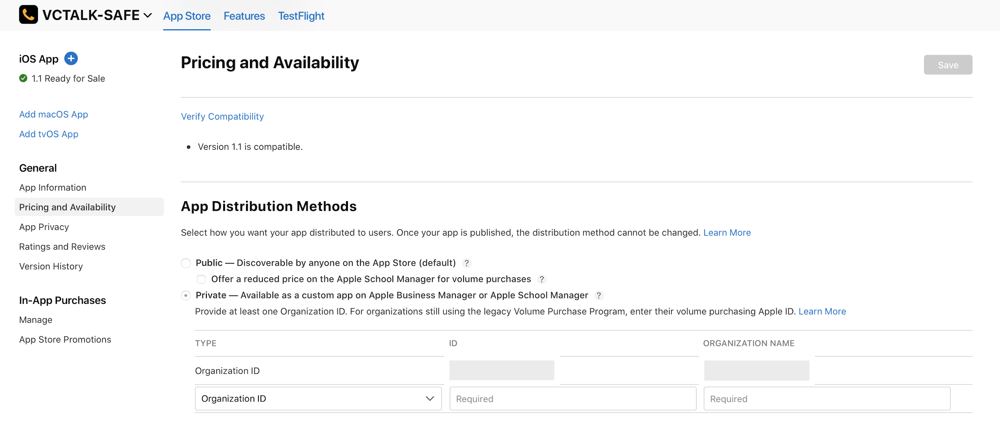 VCTALK-SAFE
App Store
Features
TestFlight
iOS App
1.1 Ready for Sale
Add macOS App
Add tvOS App
General
App Information
Pricing and Availability
App Privacy
Ratings and Reviews
Version History
In-App Purchases
Manage
App Store Promotions
Pricing and Availability
Save
Verify Compatibility
Version 1.1 is compatible.
App Distribution Methods
Select how you want your app distributed to users. Once your app is published, the distribution method cannot be changed. Learn More
Public — Discoverable by anyone on the App Store (default) ?
Offer a reduced price on the Apple School Manager for volume purchases ?
Private — Available as a custom app on Apple Business Manager or Apple School Manager ?
Provide at least one Organization ID. For organizations still using the legacy Volume Purchase Program, enter their volume purchasing Apple ID. Learn More
TYPE ID ORGANIZATION NAME
Organization ID
Organization ID Required Required